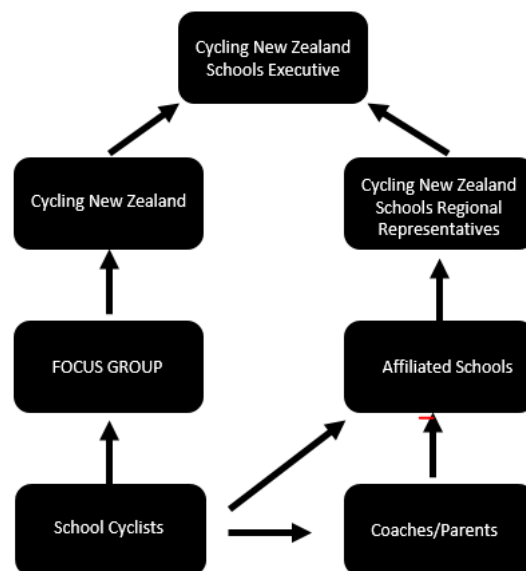 Cycling New Zealand
Schools Executive
Cycling New Zealand
Cycling New Zealand
Schools Regional
Representatives
FOCUS GROUP
Affiliated Schools
School Cyclists
Coaches/Parents